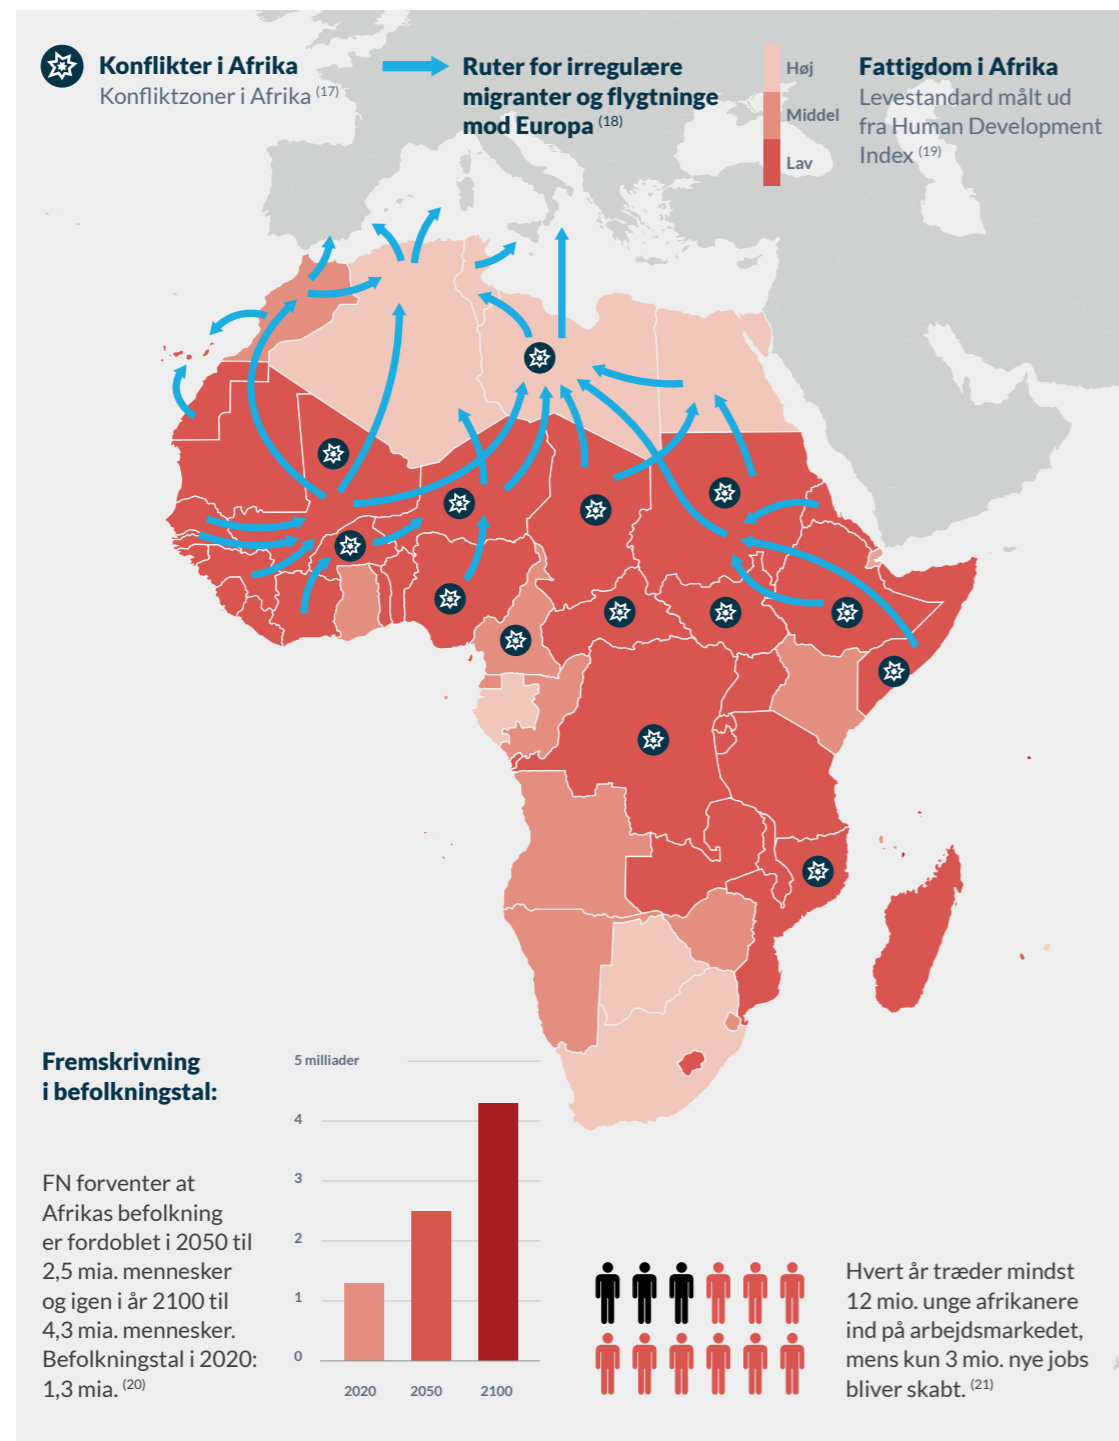 Konflikter i Afrika
Konfliktzoner i Afrika (17)
Ruter for irregulære
migranter og flygtninge
mod Europa (18)
Høj
Middel
Lav
Fattigdom i Afrika
Levestandard målt ud
fra Human Development
Index (19)
Fremskrivning
i befolkningstal:
FN forventer at
Afrikas befolkning
er fordoblet i 2050 til
2,5 mia. mennesker
og igen i år 2100 til
4,3 mia. mennesker.
Befolkningstal i 2020:
1,3 mia. (20)
5 milliader
4
3
2
1
0
2020 2050 2100
Hvert år træder mindst
12 mio. unge afrikanere
ind på arbejdsmarkedet,
mens kun 3 mio. nye jobs
bliver skabt. (21)